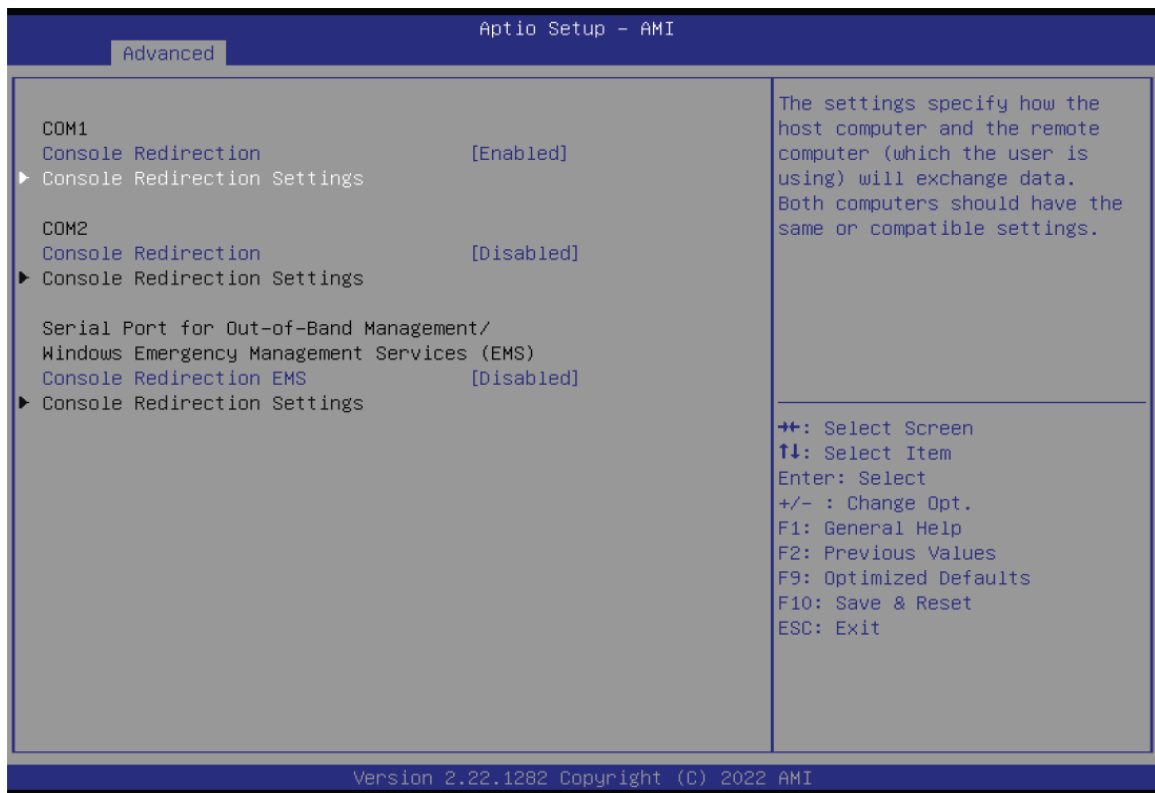 Aptio Setup – AMI
Advanced
COM1
Console Redirection [Enabled]
▶ Console Redirection Settings
COM2
Console Redirection [Disabled]
▶ Console Redirection Settings
Serial Port for Out-of-Band Management/
Windows Emergency Management Services (EMS)
Console Redirection EMS [Disabled]
▶ Console Redirection Settings
The settings specify how the
host computer and the remote
computer (which the user is
using) will exchange data.
Both computers should have the
same or compatible settings.
→←: Select Screen
↑↓: Select Item
Enter: Select
+/- : Change Opt.
F1: General Help
F2: Previous Values
F9: Optimized Defaults
F10: Save & Reset
ESC: Exit
Version 2.22.1282 Copyright (C) 2022 AMI